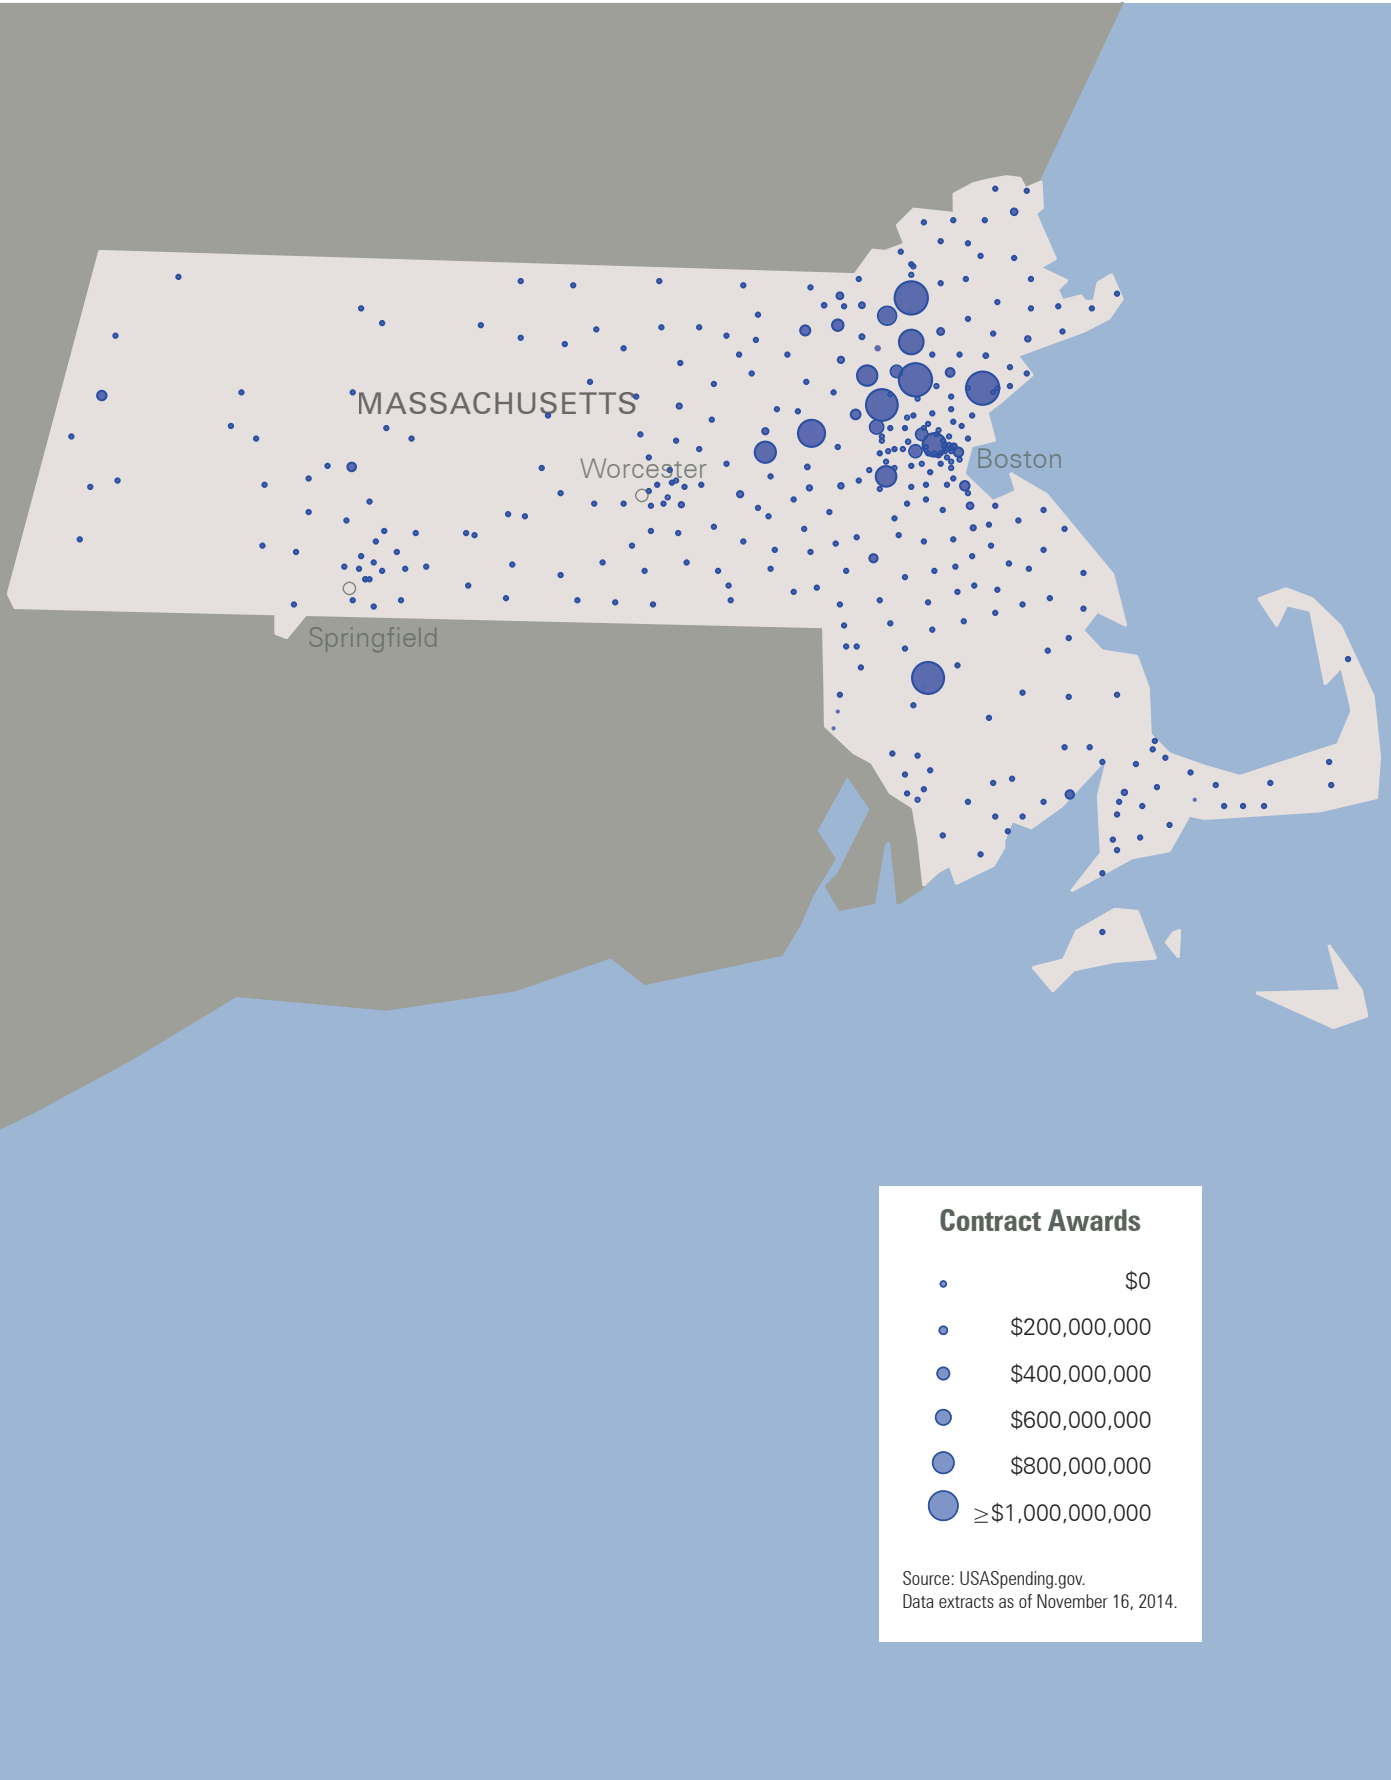 MASSACHUSETTS
Worcester
Boston
Springfield
Contract Awards
$0
$200,000,000
$400,000,000
$600,000,000
$800,000,000
≥$1,000,000,000
Source: USASpending.gov.
Data extracts as of November 16, 2014.